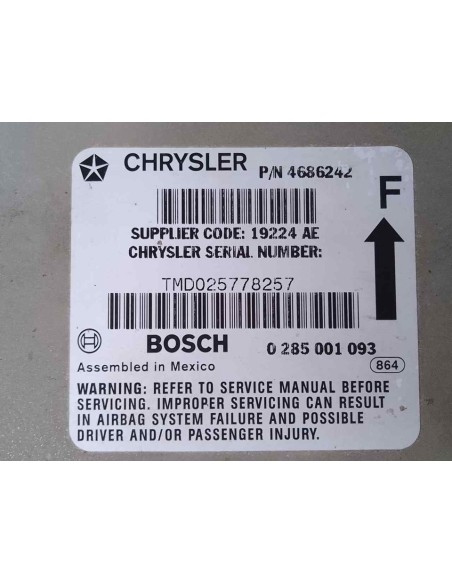 CHRYSLER P/N 4686242
F
SUPPLIER CODE: 19224 AE
CHRYSLER SERIAL NUMBER:
TMD025778257
BOSCH 0 285 001 093
Assembled in Mexico 864
WARNING: REFER TO SERVICE MANUAL BEFORE
SERVICING. IMPROPER SERVICING CAN RESULT
IN AIRBAG SYSTEM FAILURE AND POSSIBLE
DRIVER AND/OR PASSENGER INJURY.